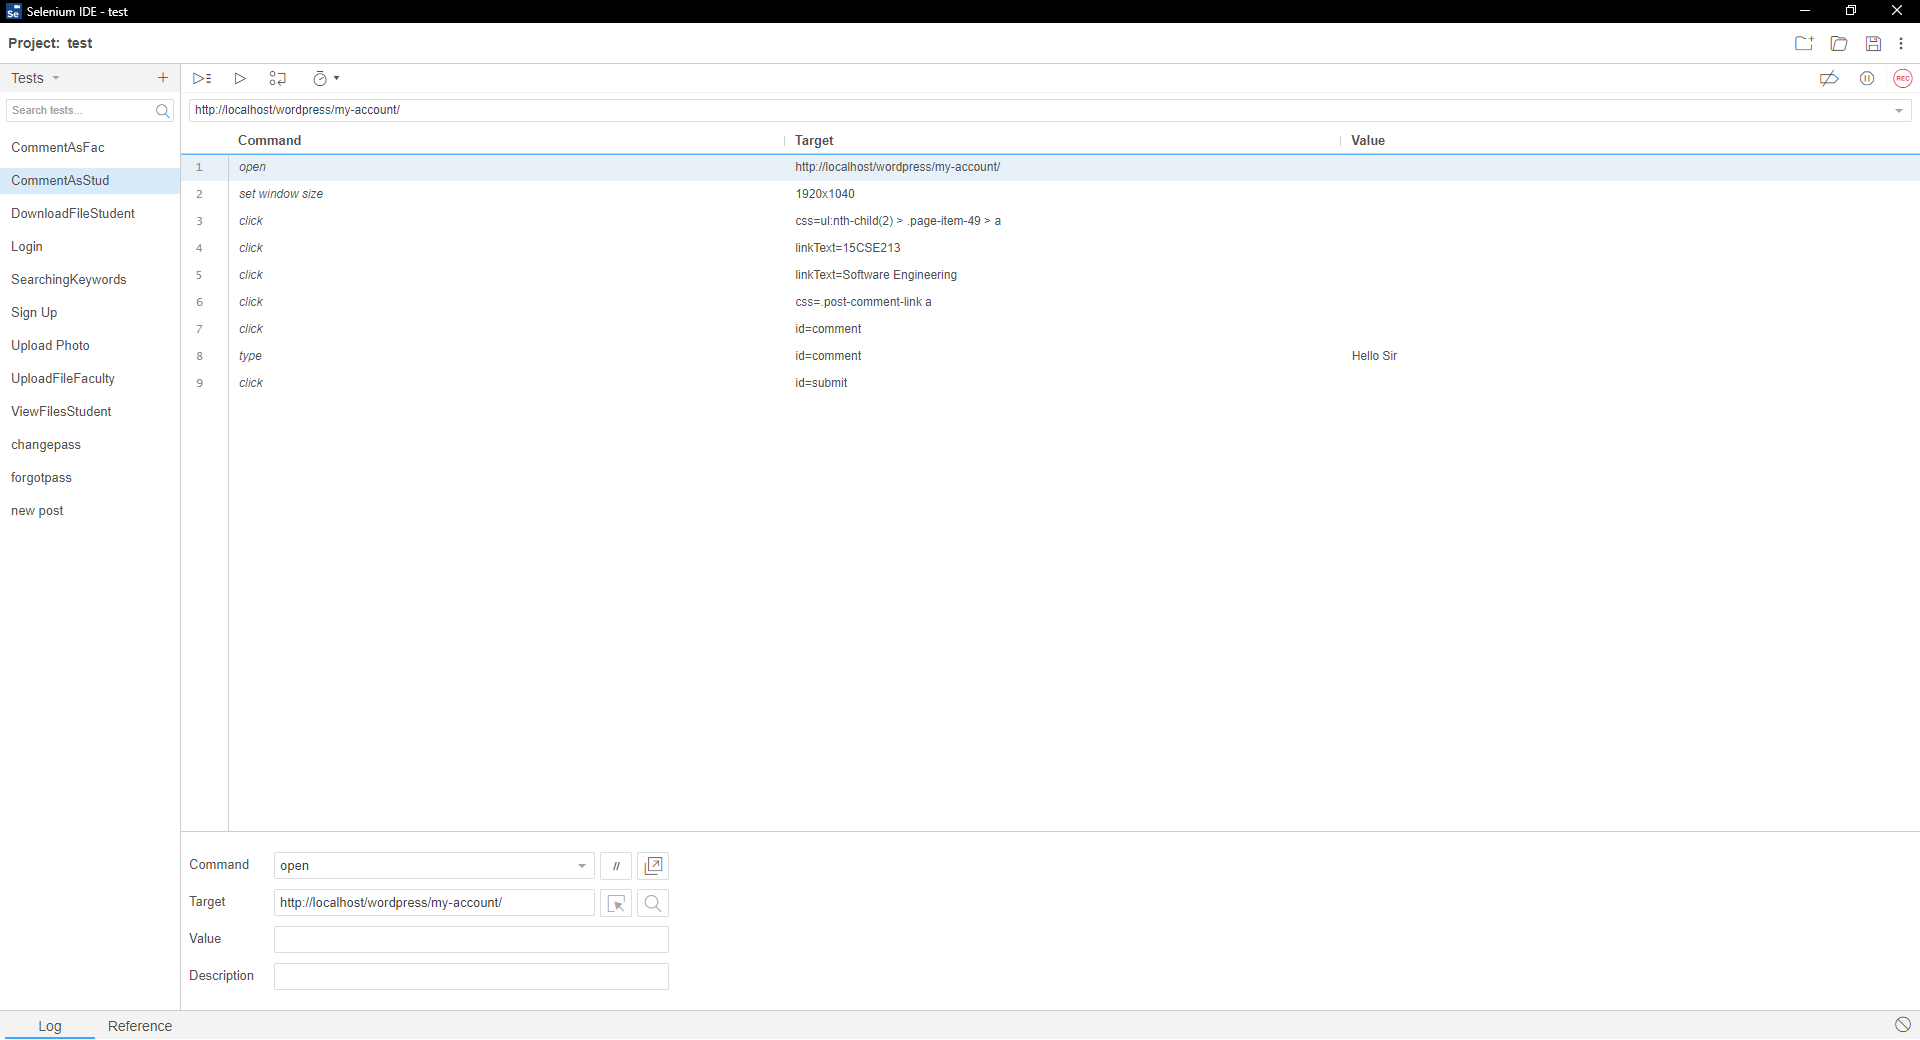 Se Selenium IDE - test
Project: test
Tests
Search tests...
CommentAsFac
CommentAsStud
DownloadFileStudent
Login
SearchingKeywords
Sign Up
Upload Photo
UploadFileFaculty
ViewFilesStudent
changepass
forgotpass
new post
REC
http://localhost/wordpress/my-account/
Command Target Value
1 open http://localhost/wordpress/my-account/
2 set window size 1920x1040
3 click css=ul:nth-child(2) > .page-item-49 > a
4 click linkText=15CSE213
5 click linkText=Software Engineering
6 click css=.post-comment-link a
7 click id=comment
8 type id=comment Hello Sir
9 click id=submit
Command open //
Target http://localhost/wordpress/my-account/
Value
Description
Log Reference